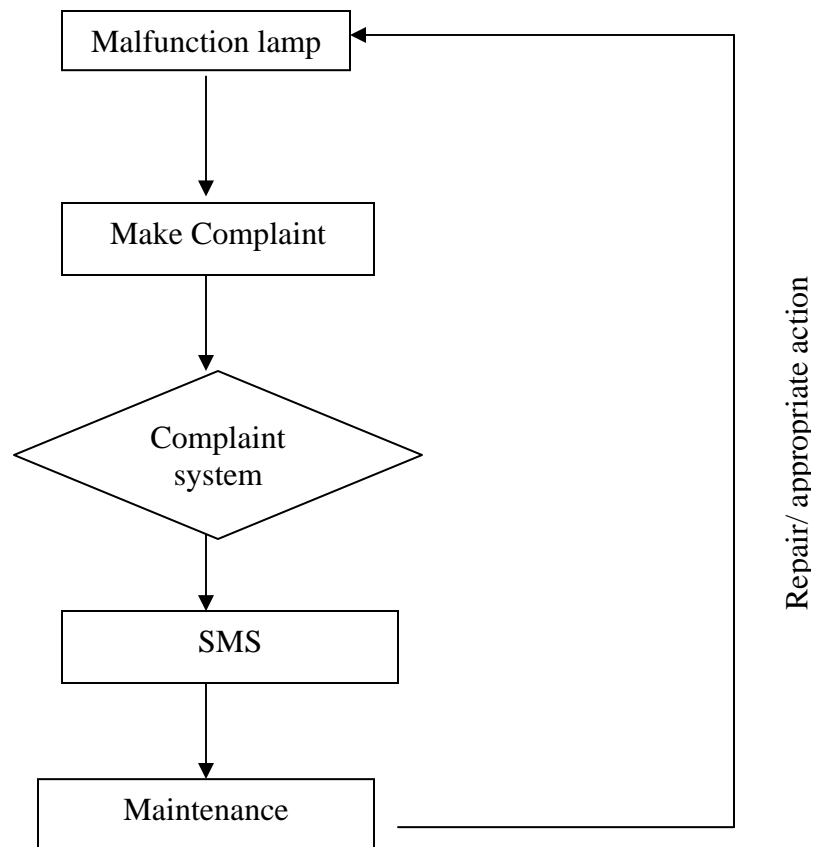 Malfunction lamp
Make Complaint
Complaint
system
SMS
Maintenance
Repair/ appropriate action